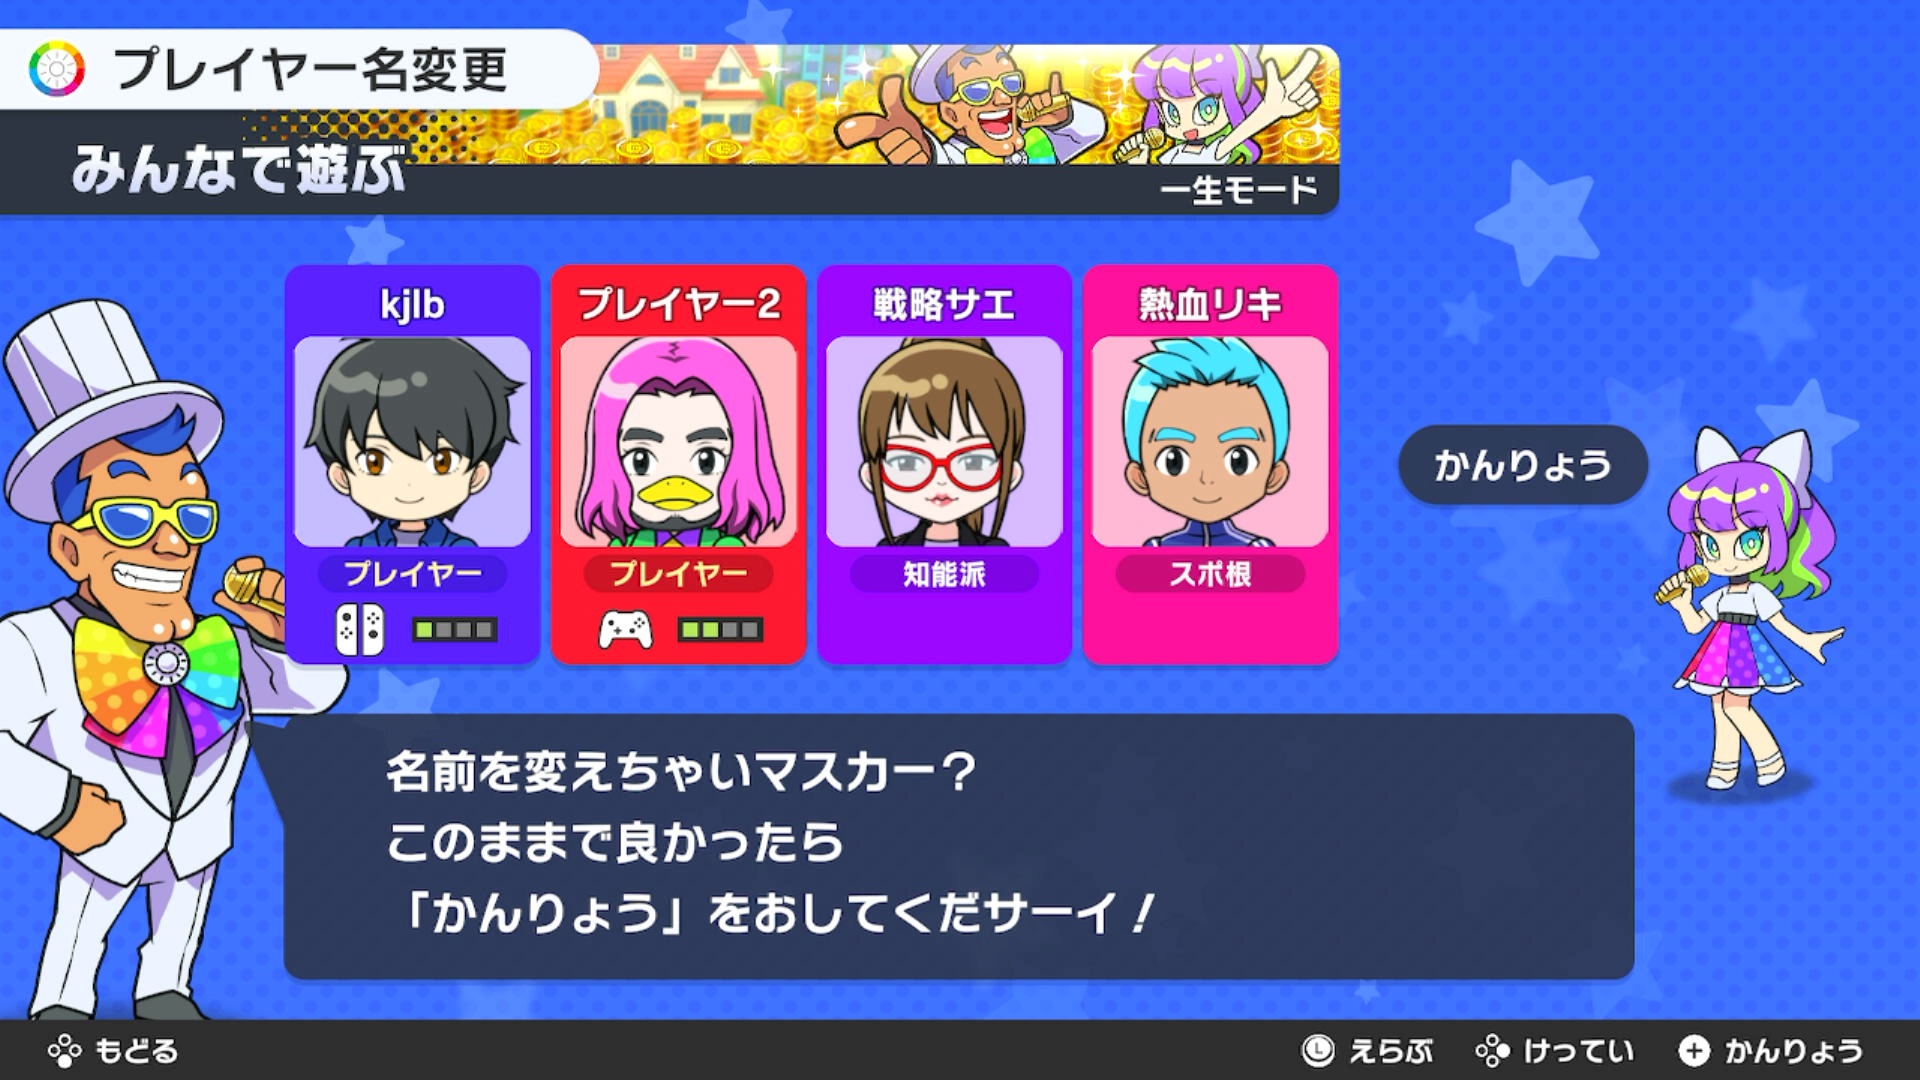 プレイヤー名変更
みんなで遊ぶ
一生モード
kjlb
プレイヤー2
戦略サエ
熱血リキ
プレイヤー
プレイヤー
知能派
スポ根
かんりょう
名前を変えちゃいマスカー？
このままで良かったら
「かんりょう」をおしてくだサーイ！
もどる
L えらぶ
けってい
かんりょう